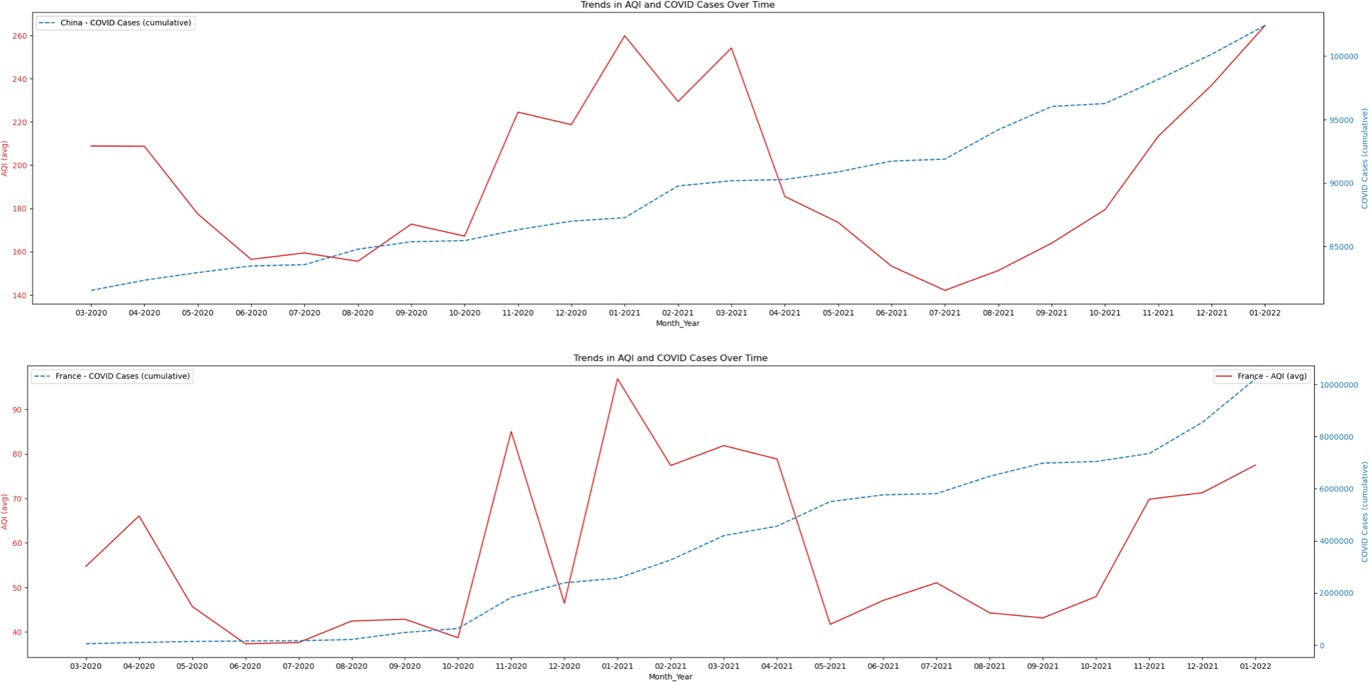 Trends in AQI and COVID Cases Over Time
China - COVID Cases (cumulative)
260
240
220
200
180
160
140
AQI (avg)
100000
95000
90000
85000
COVID Cases (cumulative)
03-2020 04-2020 05-2020 06-2020 07-2020 08-2020 09-2020 10-2020 11-2020 12-2020 01-2021 02-2021 03-2021 04-2021 05-2021 06-2021 07-2021 08-2021 09-2021 10-2021 11-2021 12-2021 01-2022
Month_Year
Trends in AQI and COVID Cases Over Time
France - COVID Cases (cumulative)
France - AQI (avg)
90
80
70
60
50
40
AQI (avg)
10000000
8000000
6000000
4000000
2000000
0
COVID Cases (cumulative)
03-2020 04-2020 05-2020 06-2020 07-2020 08-2020 09-2020 10-2020 11-2020 12-2020 01-2021 02-2021 03-2021 04-2021 05-2021 06-2021 07-2021 08-2021 09-2021 10-2021 11-2021 12-2021 01-2022
Month_Year